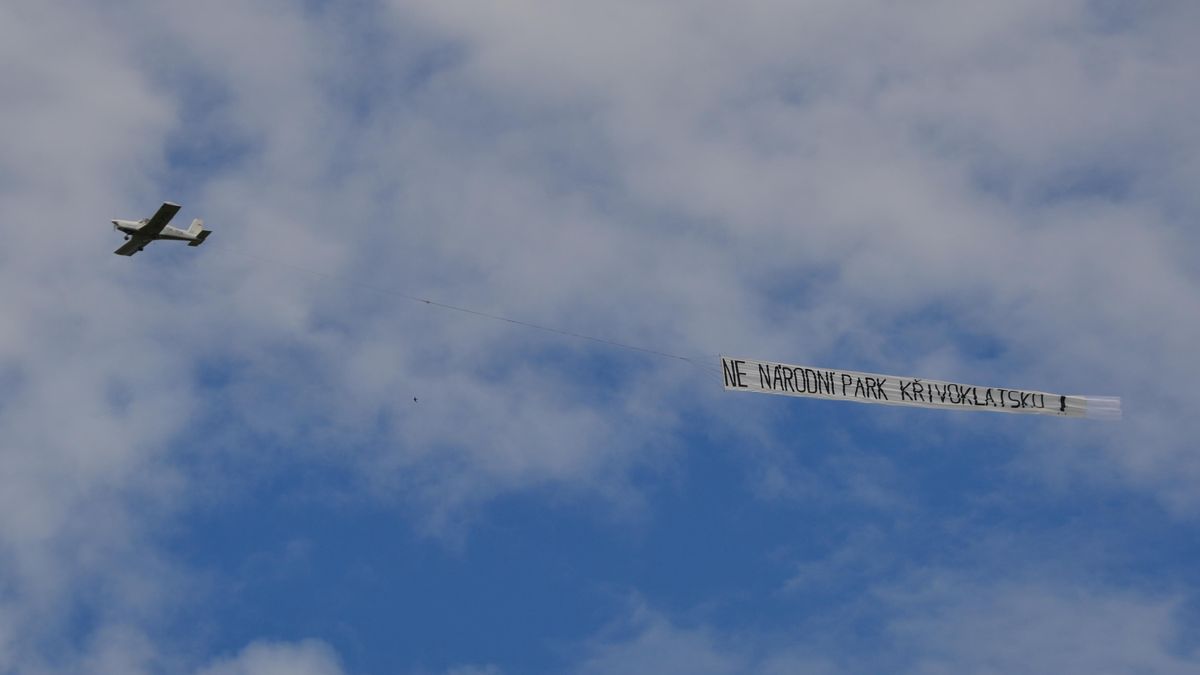 NE NÁRODNÍ PARK KŘIVOKLÁTSKU !